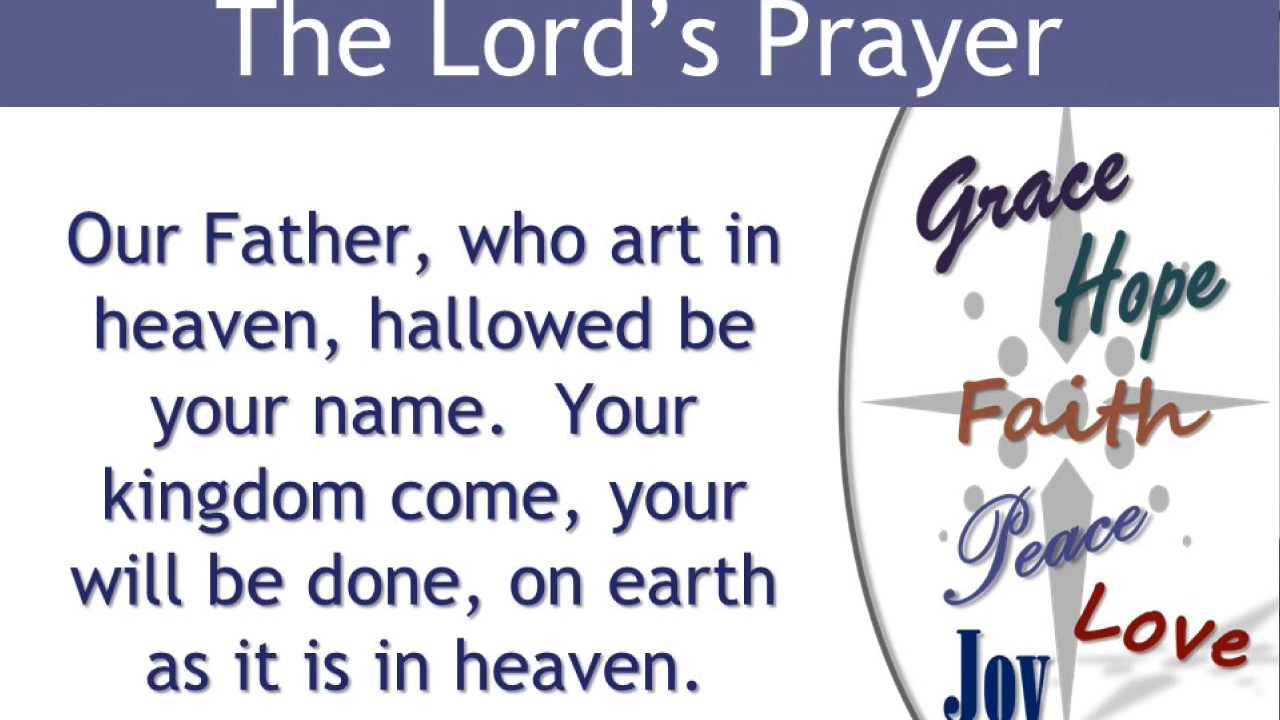 The Lord’s Prayer
Our Father, who art in
heaven, hallowed be
your name.  Your
kingdom come, your
will be done, on earth
as it is in heaven.
Grace
Hope
Faith
Peace
Love
Joy